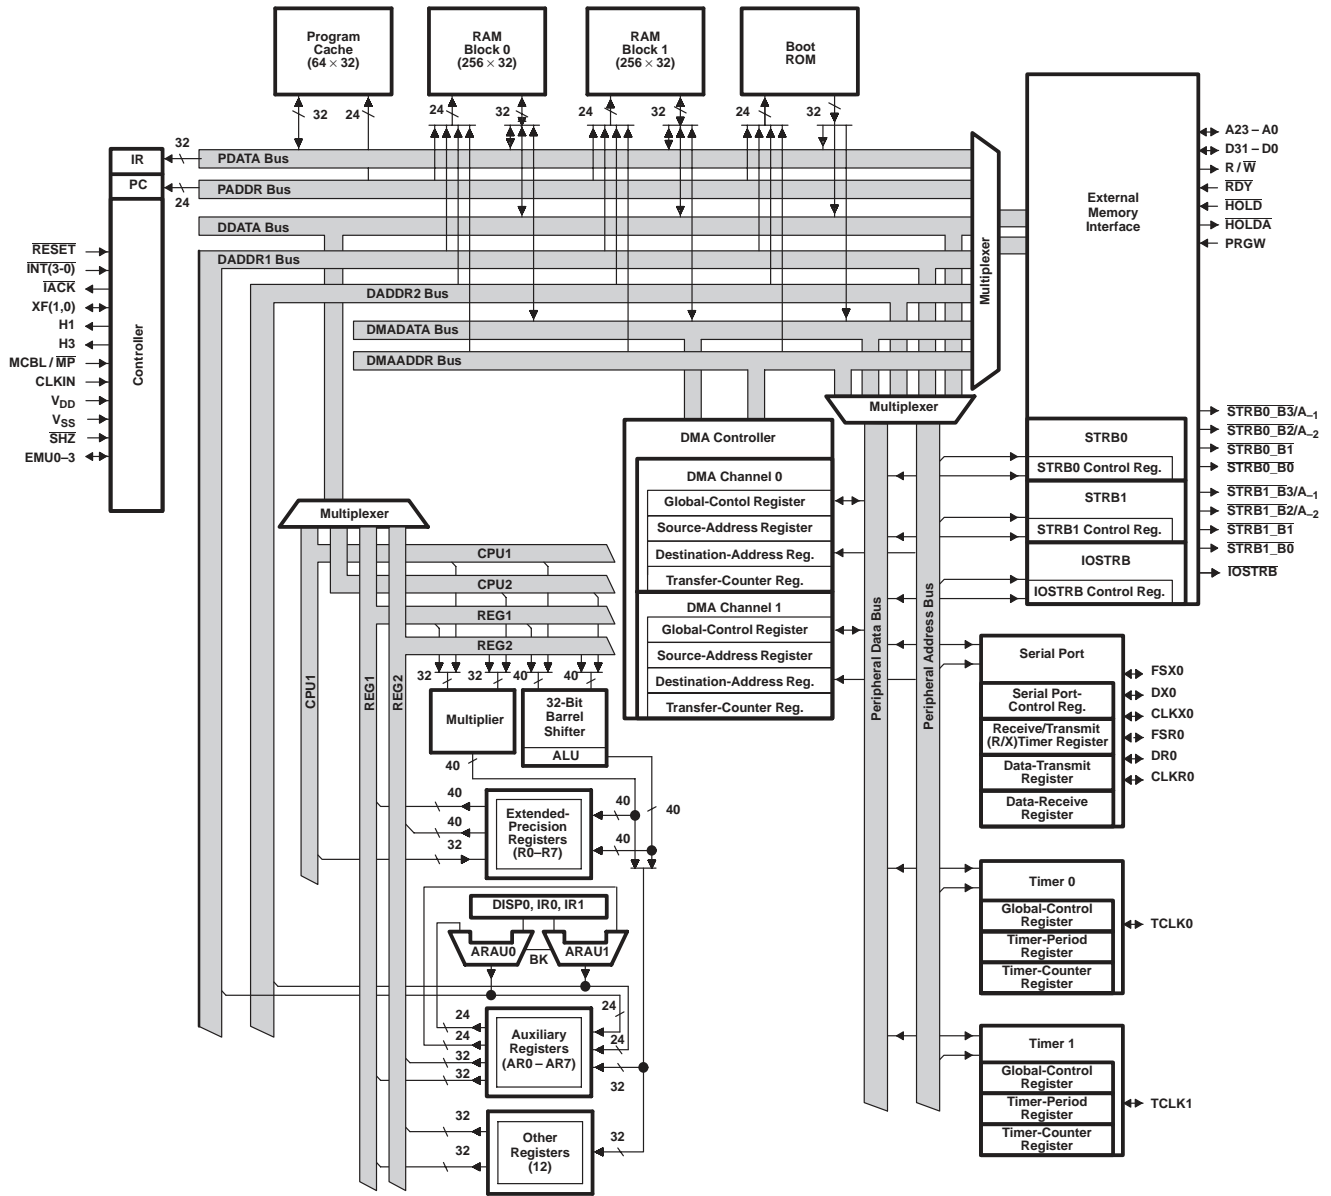 Program
Cache
(64 × 32)
RAM
Block 0
(256 × 32)
RAM
Block 1
(256 × 32)
Boot
ROM
32
24
24
32
24
32
24
32
32
24
IR
PC
Controller
PDATA Bus
PADDR Bus
DDATA Bus
DADDR1 Bus
DADDR2 Bus
DMADATA Bus
DMAADDR Bus
Multiplexer
RESET
INT(3-0)
IACK
XF(1,0)
H1
H3
MCBL / MP
CLKIN
VDD
VSS
SHZ
EMU0–3
External
Memory
Interface
A23 – A0
D31 – D0
R / W
RDY
HOLD
HOLDA
PRGW
STRB0
STRB0 Control Reg.
STRB1
STRB1 Control Reg.
IOSTRB
IOSTRB Control Reg.
STRB0_B3/A–1
STRB0_B2/A–2
STRB0_B1
STRB0_B0
STRB1_B3/A–1
STRB1_B2/A–2
STRB1_B1
STRB1_B0
IOSTRB
Multiplexer
DMA Controller
DMA Channel 0
Global-Contol Register
Source-Address Register
Destination-Address Reg.
Transfer-Counter Reg.
DMA Channel 1
Global-Control Register
Source-Address Register
Destination-Address Reg.
Transfer-Counter Reg.
Peripheral Data Bus
Peripheral Address Bus
Multiplexer
CPU1
CPU2
REG1
REG2
CPU1
REG1
REG2
32
32
40
40
Multiplier
32-Bit
Barrel
Shifter
ALU
40
40
40
32
Extended-
Precision
Registers
(R0–R7)
40
40
40
DISP0, IR0, IR1
ARAU0
BK
ARAU1
24
24
32
32
Auxiliary
Registers
(AR0 – AR7)
24
24
32
32
32
Other
Registers
(12)
32
Serial Port
Serial Port-
Control Reg.
Receive/Transmit
(R/X)Timer Register
Data-Transmit
Register
Data-Receive
Register
FSX0
DX0
CLKX0
FSR0
DR0
CLKR0
Timer 0
Global-Control
Register
Timer-Period
Register
Timer-Counter
Register
TCLK0
Timer 1
Global-Control
Register
Timer-Period
Register
Timer-Counter
Register
TCLK1